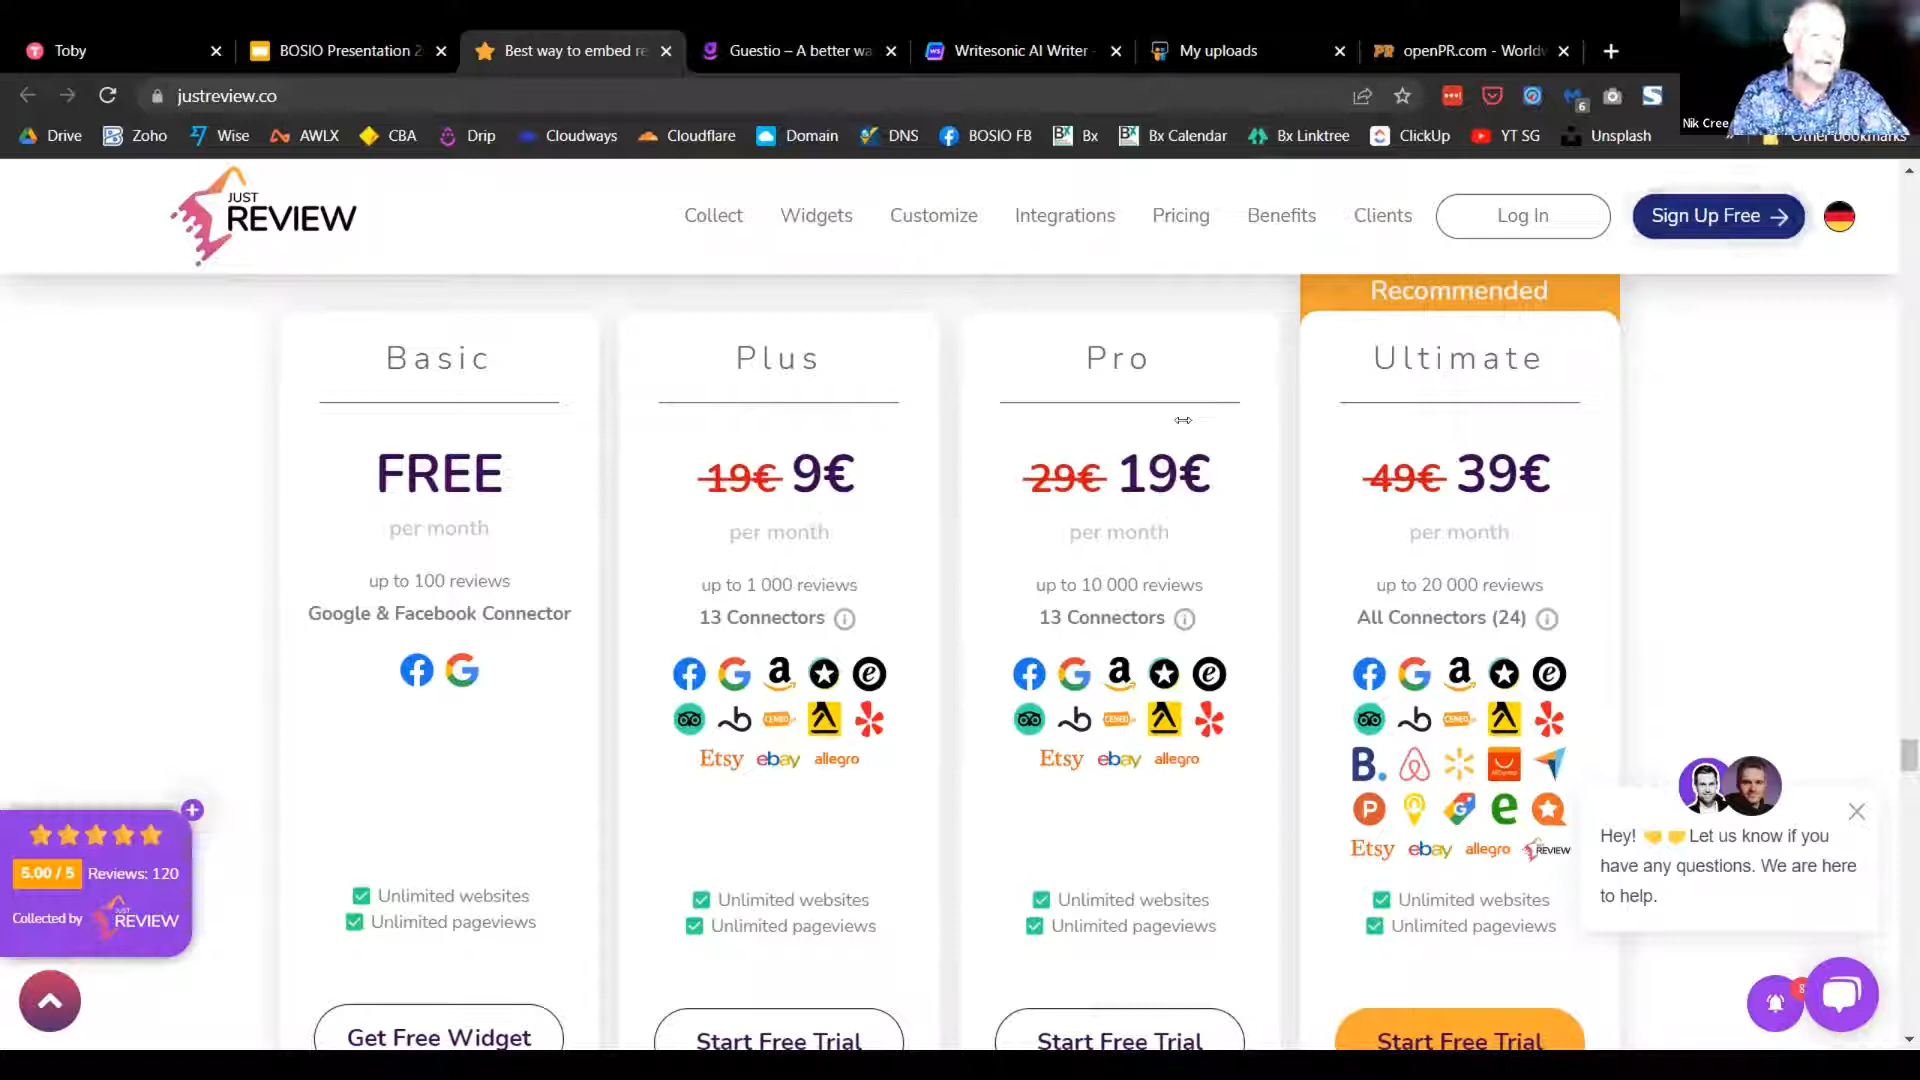 Toby
BOSIO Presentation 2
Best way to embed re
Guestio – A better wa
Writesonic AI Writer -
My uploads
openPR.com - Worldw
justreview.co
6
Nik Cree
Drive
Zoho
Wise
AWLX
CBA
Drip
Cloudways
Cloudflare
Domain
DNS
BOSIO FB
Bx
Bx Calendar
Bx Linktree
ClickUp
YT SG
Unsplash
Other bookmarks
JUST
REVIEW
Collect
Widgets
Customize
Integrations
Pricing
Benefits
Clients
Log In
Sign Up Free
Recommended
Basic
FREE
per month
up to 100 reviews
Google & Facebook Connector
Unlimited websites
Unlimited pageviews
Get Free Widget
Plus
19€ 9€
per month
up to 1 000 reviews
13 Connectors
Etsy ebay allegro
Unlimited websites
Unlimited pageviews
Start Free Trial
Pro
29€ 19€
per month
up to 10 000 reviews
13 Connectors
Etsy ebay allegro
Unlimited websites
Unlimited pageviews
Start Free Trial
Ultimate
49€ 39€
per month
up to 20 000 reviews
All Connectors (24)
B.
Etsy ebay allegro REVIEW
Unlimited websites
Unlimited pageviews
Start Free Trial
5.00 / 5 Reviews: 120
Collected by JUST REVIEW
Hey! Let us know if you
have any questions. We are here
to help.